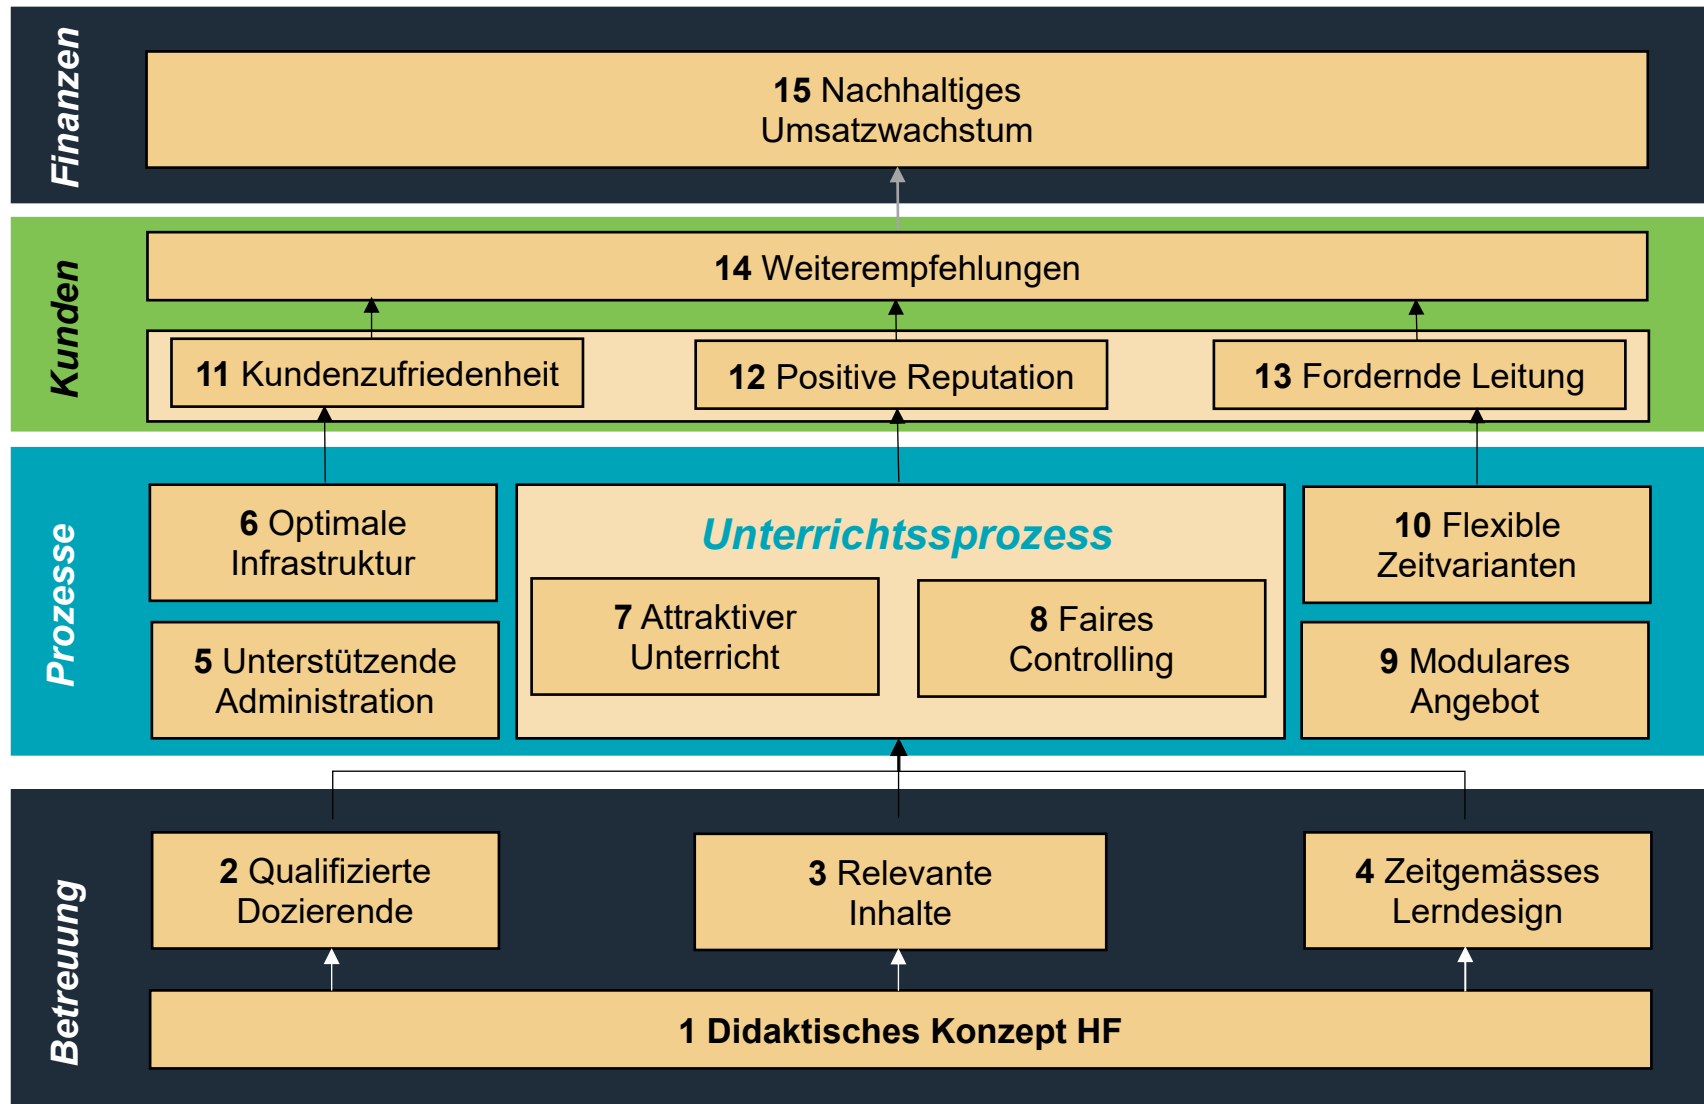 Finanzen
15 Nachhaltiges
Umsatzwachstum
Kunden
14 Weiterempfehlungen
11 Kundenzufriedenheit
12 Positive Reputation
13 Fordernde Leitung
Prozesse
6 Optimale
Infrastruktur
5 Unterstützende
Administration
Unterrichtssprozess
7 Attraktiver
Unterricht
8 Faires
Controlling
10 Flexible
Zeitvarianten
9 Modulares
Angebot
Betreuung
2 Qualifizierte
Dozierende
3 Relevante
Inhalte
4 Zeitgemässes
Lerndesign
1 Didaktisches Konzept HF